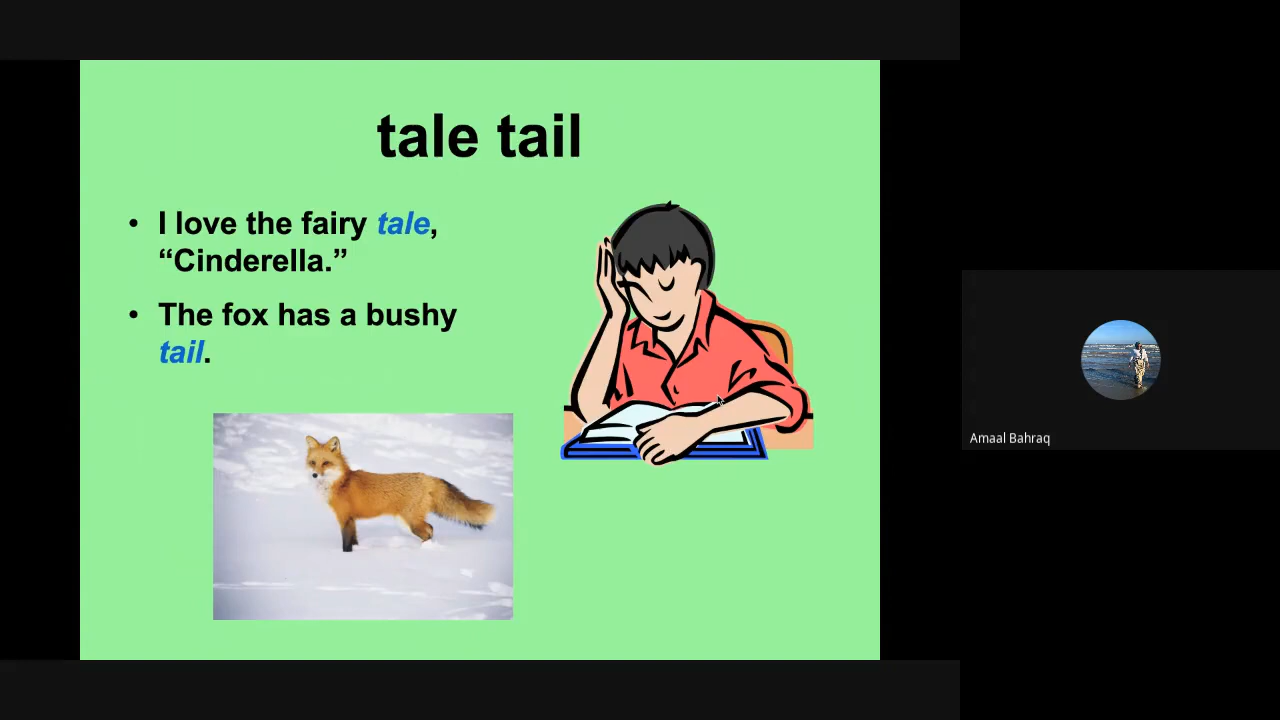 tale tail
• I love the fairy tale,
“Cinderella.”
• The fox has a bushy
tail.
Amaal Bahraq